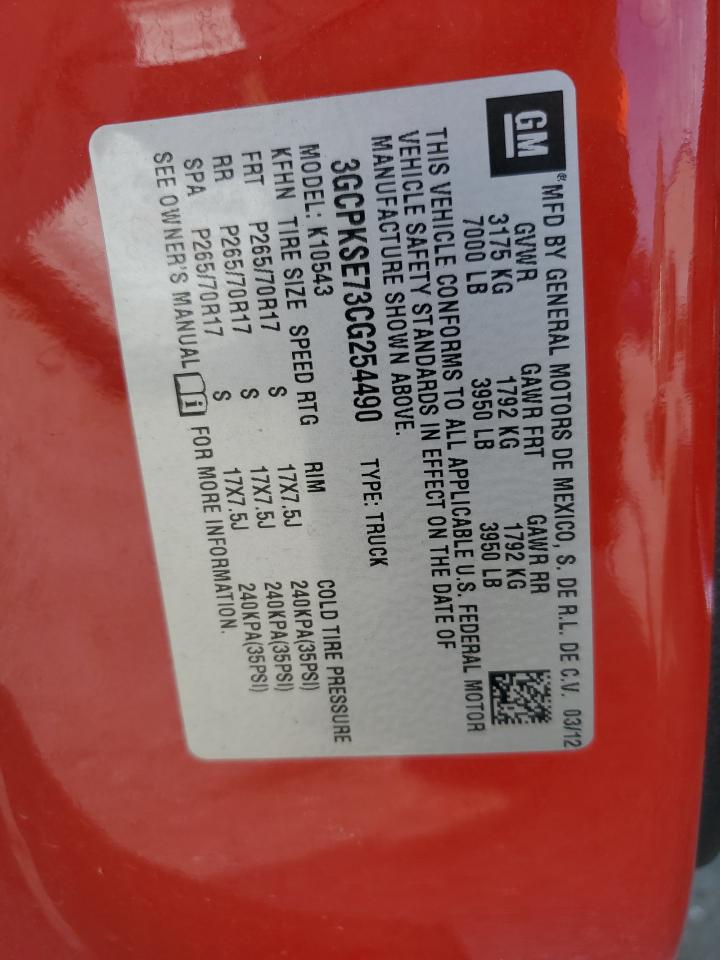 GM
® MFD BY GENERAL MOTORS DE MEXICO, S. DE R.L. DE C.V. 03/12
GVWR GAWR FRT GAWR RR
3175 KG 1792 KG 1792 KG
7000 LB 3950 LB 3950 LB
THIS VEHICLE CONFORMS TO ALL APPLICABLE U.S. FEDERAL MOTOR
VEHICLE SAFETY STANDARDS IN EFFECT ON THE DATE OF
MANUFACTURE SHOWN ABOVE.
3GCPKSE73CG254490 TYPE: TRUCK
MODEL: K10543
KFHN TIRE SIZE SPEED RTG RIM COLD TIRE PRESSURE
FRT P265/70R17 S 17X7.5J 240KPA(35PSI)
RR P265/70R17 S 17X7.5J 240KPA(35PSI)
SPA P265/70R17 S 17X7.5J 240KPA(35PSI)
SEE OWNER'S MANUAL i FOR MORE INFORMATION.